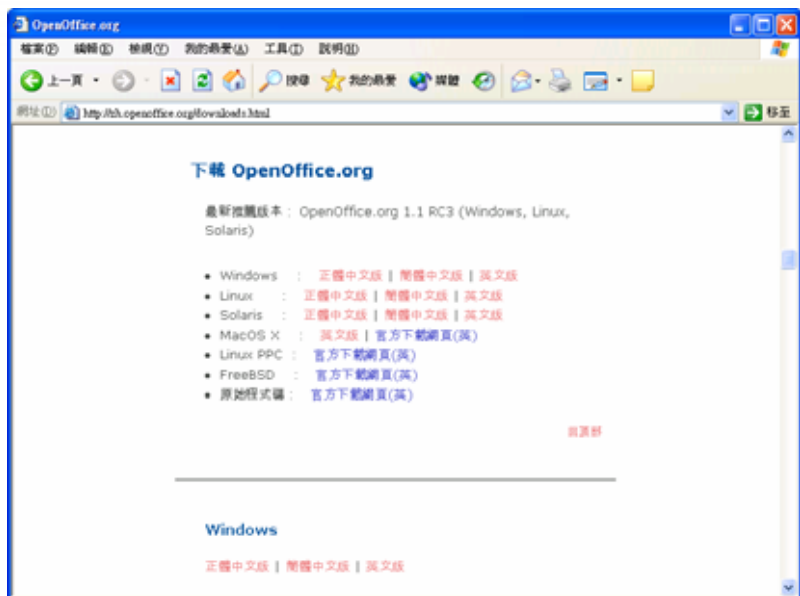 OpenOffice.org
檔案(F) 編輯(E) 檢視(V) 我的最愛(A) 工具(T) 說明(H)
上一頁 搜尋 我的最愛 媒體
網址(D) http://zh.openoffice.org/downloads.html 移至
下載 OpenOffice.org
最新推薦版本： OpenOffice.org 1.1 RC3 (Windows, Linux,
Solaris)
• Windows ： 正體中文版 | 簡體中文版 | 英文版
• Linux ： 正體中文版 | 簡體中文版 | 英文版
• Solaris ： 正體中文版 | 簡體中文版 | 英文版
• MacOS X ： 英文版 | 官方下載網頁(英)
• Linux PPC ： 官方下載網頁(英)
• FreeBSD ： 官方下載網頁(英)
• 原始程式碼： 官方下載網頁(英)
Windows
正體中文版 | 簡體中文版 | 英文版